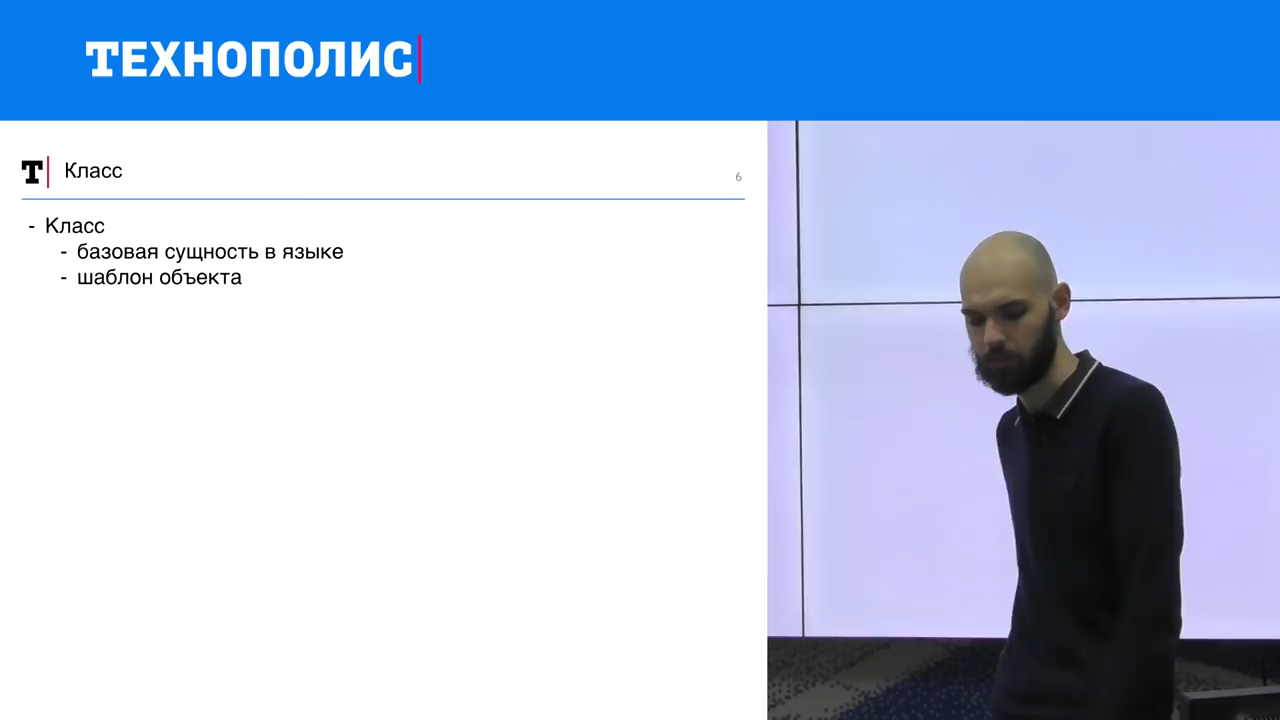 ТЕХНОПОЛИС
Т Класс
6
- Класс
- базовая сущность в языке
- шаблон объекта